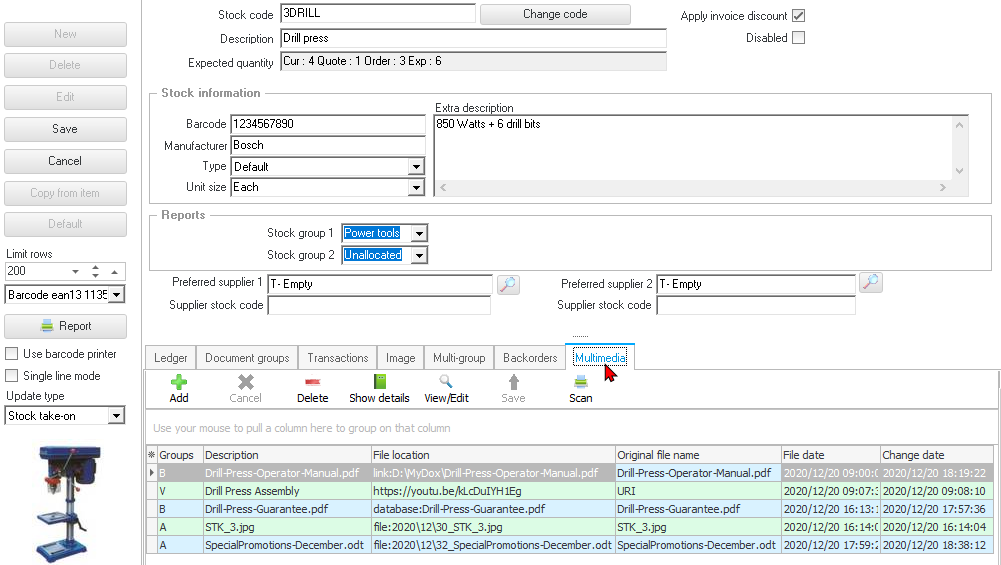 New
Delete
Edit
Save
Cancel
Copy from item
Default
Limit rows
200
Barcode ean13 1135
Report
Use barcode printer
Single line mode
Update type
Stock take-on
Stock code 3DRILL Change code Apply invoice discount
Description Drill press Disabled
Expected quantity Cur : 4 Quote : 1 Order : 3 Exp : 6
Stock information
Extra description
Barcode 1234567890 850 Watts + 6 drill bits
Manufacturer Bosch
Type Default
Unit size Each
Reports
Stock group 1 Power tools
Stock group 2 Unallocated
Preferred supplier 1 T- Empty Preferred supplier 2 T- Empty
Supplier stock code Supplier stock code
Ledger Document groups Transactions Image Multi-group Backorders Multimedia
Add Cancel Delete Show details View/Edit Save Scan
Use your mouse to pull a column here to group on that column
Groups Description File location Original file name File date Change date
B Drill-Press-Operator-Manual.pdf link:D:\MyDox\Drill-Press-Operator-Manual.pdf Drill-Press-Operator-Manual.pdf 2020/12/20 09:00:0 2020/12/20 18:19:22
V Drill Press Assembly https://youtu.be/kLcDuIYH1Eg URI 2020/12/20 09:07:3 2020/12/20 09:08:10
B Drill-Press-Guarantee.pdf database:Drill-Press-Guarantee.pdf Drill-Press-Guarantee.pdf 2020/12/20 16:13:1 2020/12/20 17:57:36
A STK_3.jpg file:2020\12\30_STK_3.jpg STK_3.jpg 2020/12/20 16:14:0 2020/12/20 16:14:04
A SpecialPromotions-December.odt file:2020\12\32_SpecialPromotions-December.odt SpecialPromotions-December.odt 2020/12/20 17:59:2 2020/12/20 18:38:12